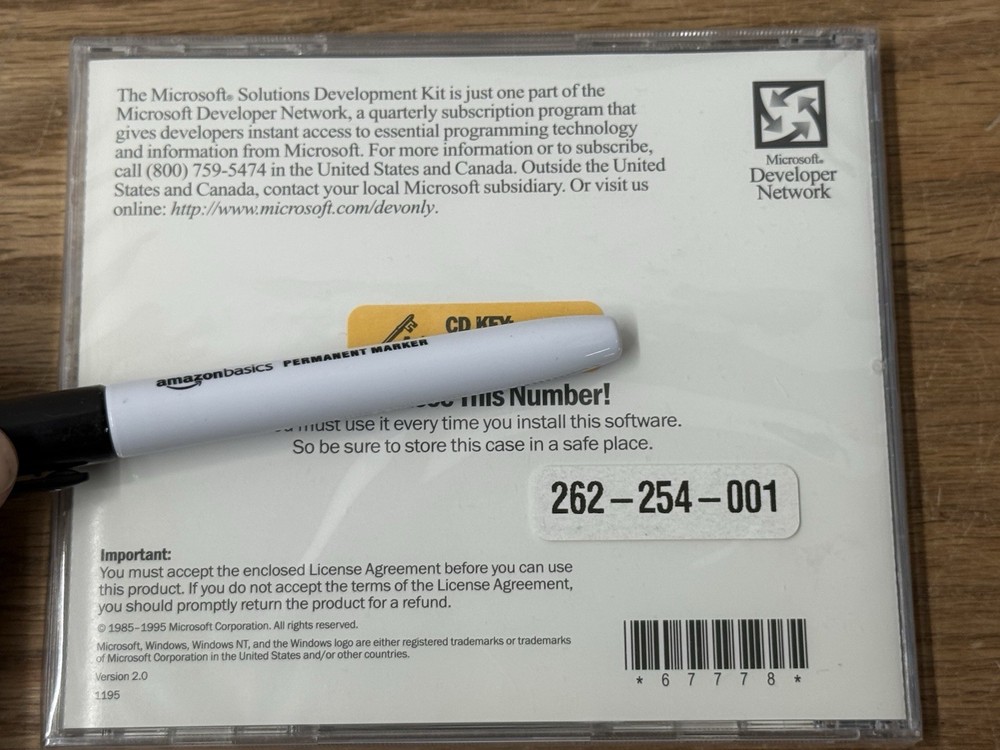 The Microsoft® Solutions Development Kit is just one part of the
Microsoft Developer Network, a quarterly subscription program that
gives developers instant access to essential programming technology
and information from Microsoft. For more information or to subscribe,
call (800) 759-5474 in the United States and Canada. Outside the United
States and Canada, contact your local Microsoft subsidiary. Or visit us
online: http://www.microsoft.com/devonly.
Microsoft®
Developer
Network
CD KEY:
amazonbasics PERMANENT MARKER
This Number!
must use it every time you install this software.
So be sure to store this case in a safe place.
262-254-001
Important:
You must accept the enclosed License Agreement before you can use
this product. If you do not accept the terms of the License Agreement,
you should promptly return the product for a refund.
© 1985–1995 Microsoft Corporation. All rights reserved.
Microsoft, Windows, Windows NT, and the Windows logo are either registered trademarks or trademarks
of Microsoft Corporation in the United States and/or other countries.
Version 2.0
1195
* 6 7 7 7 8 *